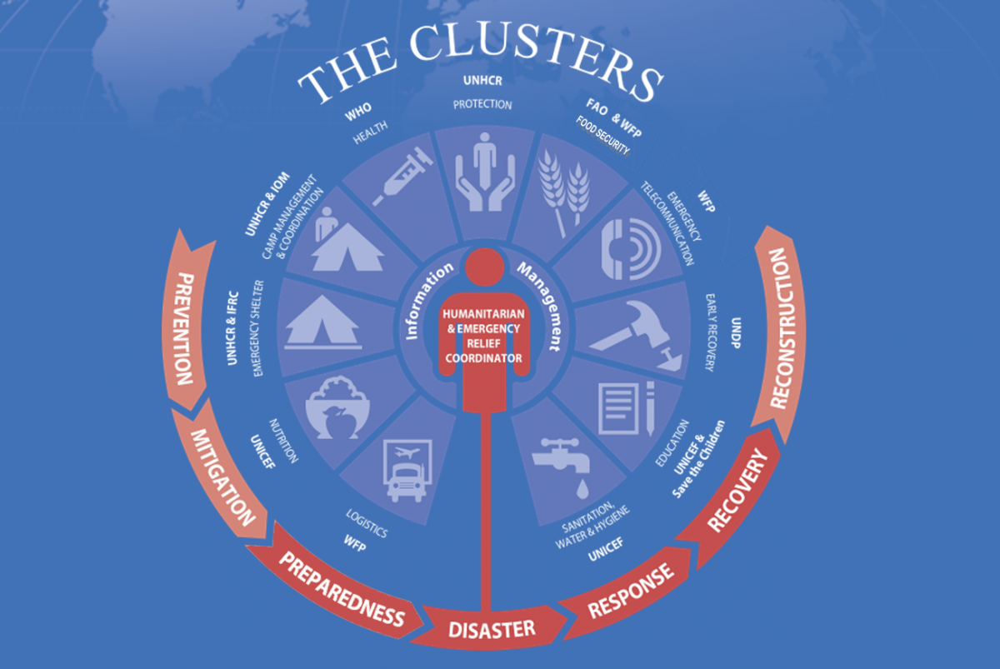 THE CLUSTERS
UNHCR
PROTECTION
FAO & WFP
FOOD SECURITY
WFP
EMERGENCY
TELECOMMUNICATION
UNDP
EARLY RECOVERY
EDUCATION
UNICEF &
Save the Children
SANITATION,
WATER & HYGIENE
UNICEF
LOGISTICS
WFP
NUTRITION
UNICEF
UNHCR & IFRC
EMERGENCY SHELTER
UNHCR & IOM
CAMP MANAGEMENT
& COORDINATION
WHO
HEALTH
Information
Management
HUMANITARIAN
& EMERGENCY
RELIEF
COORDINATOR
PREVENTION
MITIGATION
PREPAREDNESS
DISASTER
RESPONSE
RECOVERY
RECONSTRUCTION